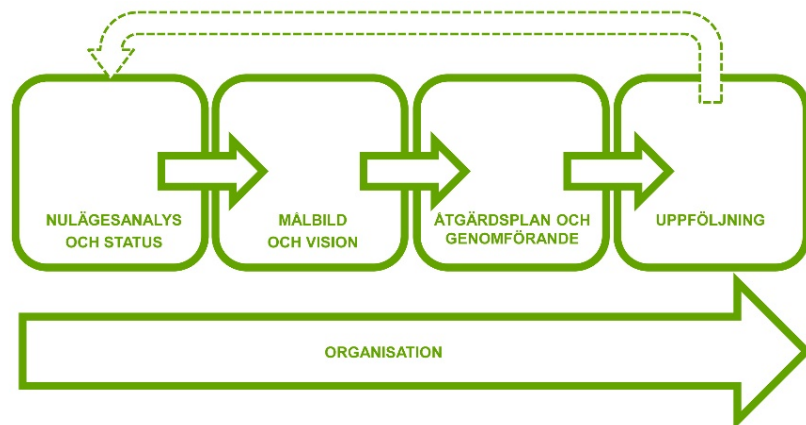 NULÄGESANALYS
OCH STATUS
MÅLBILD
OCH VISION
ÅTGÄRDSPLAN OCH
GENOMFÖRANDE
UPPFÖLJNING
ORGANISATION